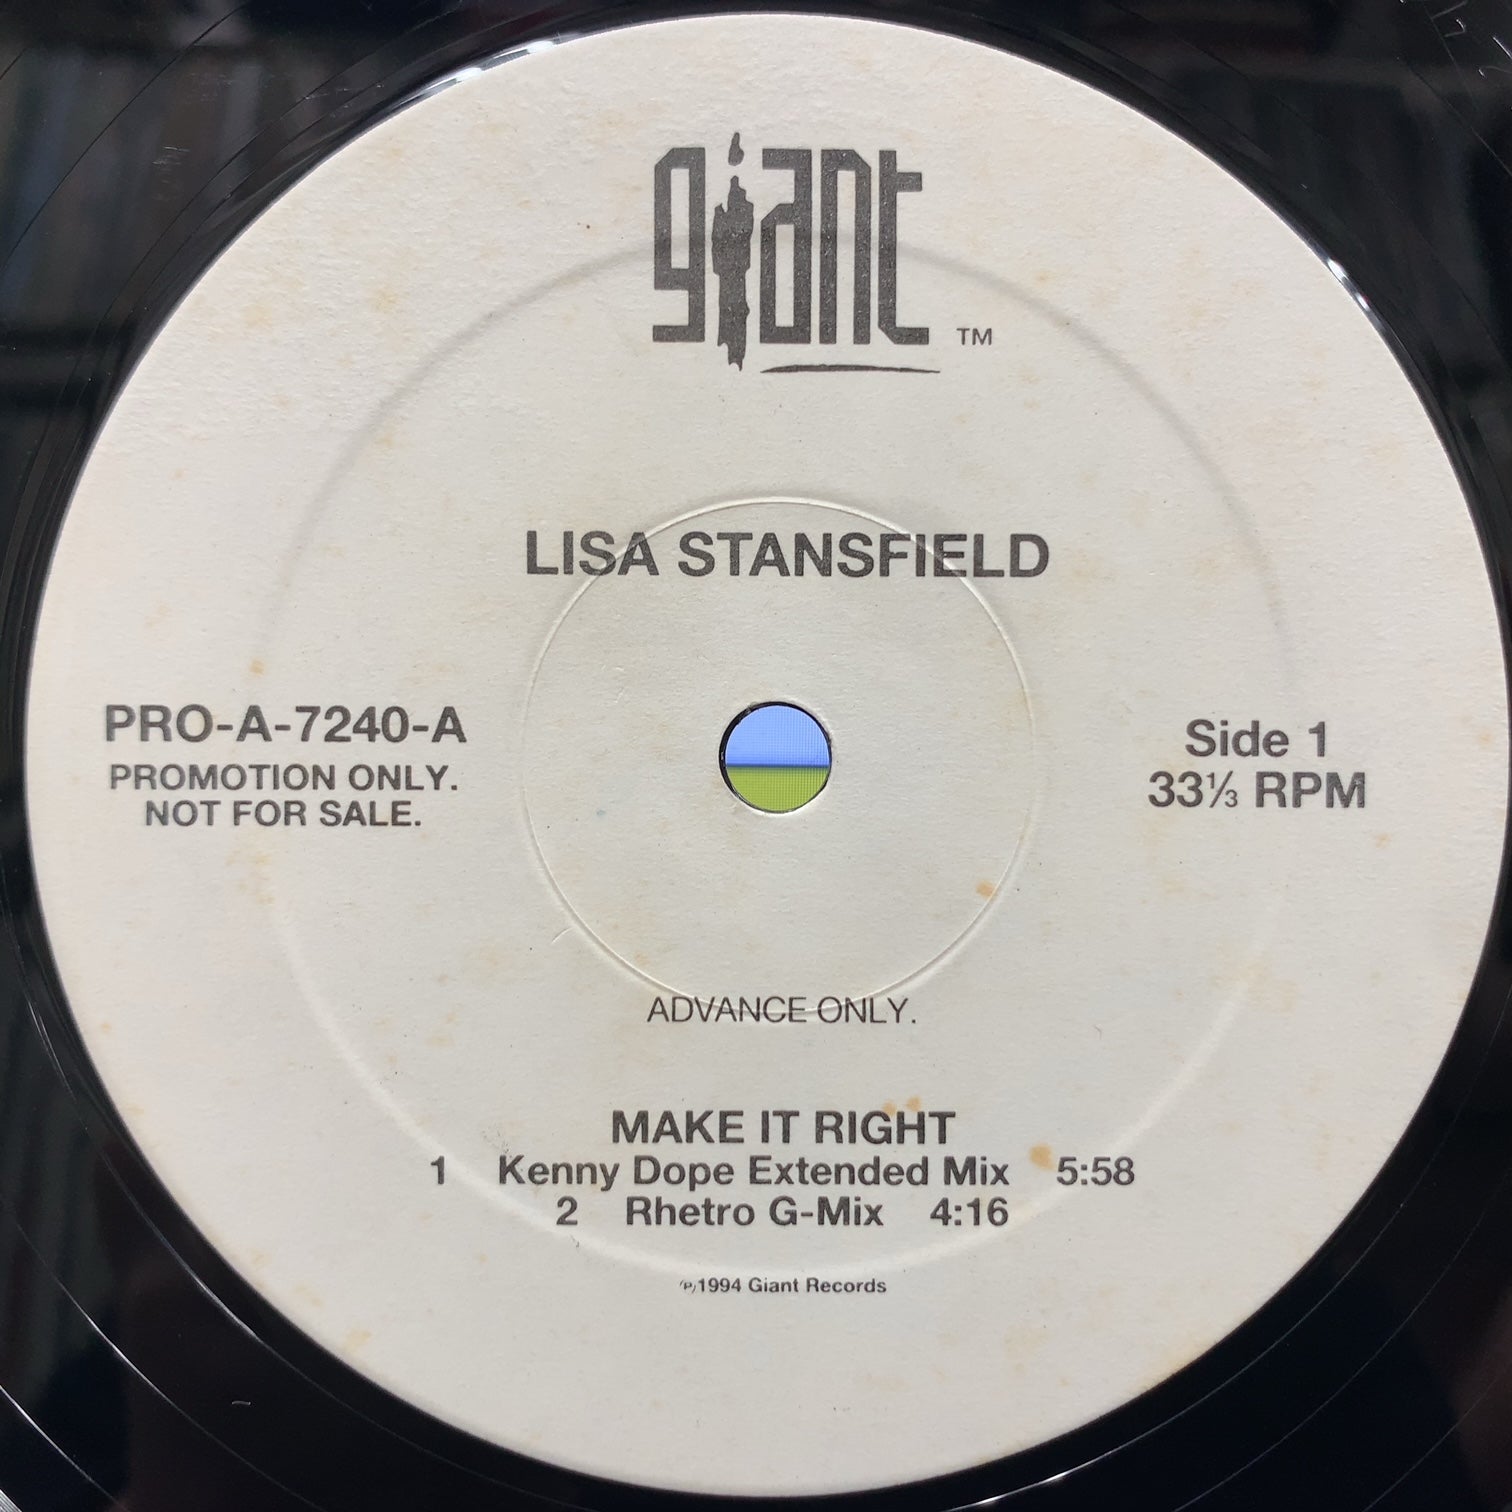 giant ™
LISA STANSFIELD
PRO-A-7240-A
PROMOTION ONLY.
NOT FOR SALE.
Side 1
33⅓ RPM
ADVANCE ONLY.
MAKE IT RIGHT
1 Kenny Dope Extended Mix 5:58
2 Rhetro G-Mix 4:16
℗1994 Giant Records